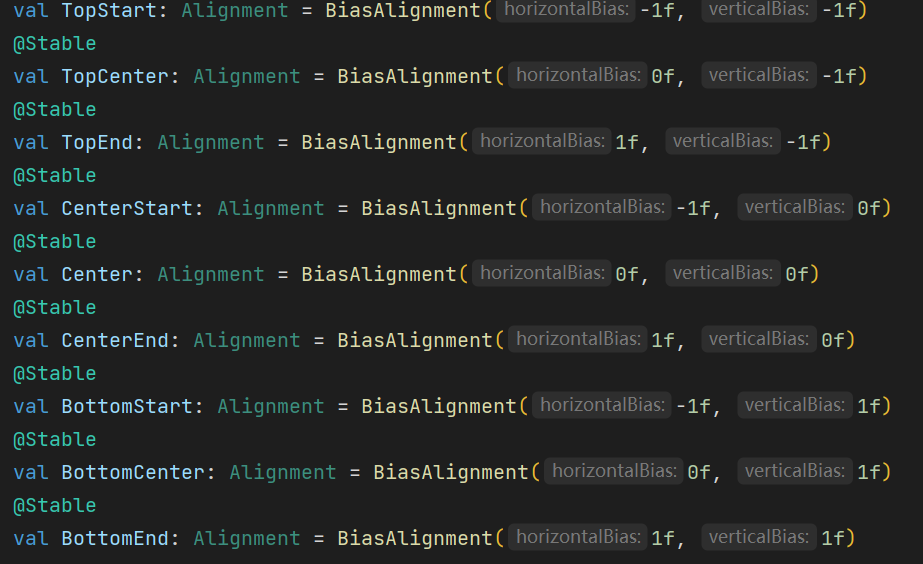 val TopStart: Alignment = BiasAlignment( horizontalBias: -1f, verticalBias: -1f)
@Stable
val TopCenter: Alignment = BiasAlignment( horizontalBias: 0f, verticalBias: -1f)
@Stable
val TopEnd: Alignment = BiasAlignment( horizontalBias: 1f, verticalBias: -1f)
@Stable
val CenterStart: Alignment = BiasAlignment( horizontalBias: -1f, verticalBias: 0f)
@Stable
val Center: Alignment = BiasAlignment( horizontalBias: 0f, verticalBias: 0f)
@Stable
val CenterEnd: Alignment = BiasAlignment( horizontalBias: 1f, verticalBias: 0f)
@Stable
val BottomStart: Alignment = BiasAlignment( horizontalBias: -1f, verticalBias: 1f)
@Stable
val BottomCenter: Alignment = BiasAlignment( horizontalBias: 0f, verticalBias: 1f)
@Stable
val BottomEnd: Alignment = BiasAlignment( horizontalBias: 1f, verticalBias: 1f)